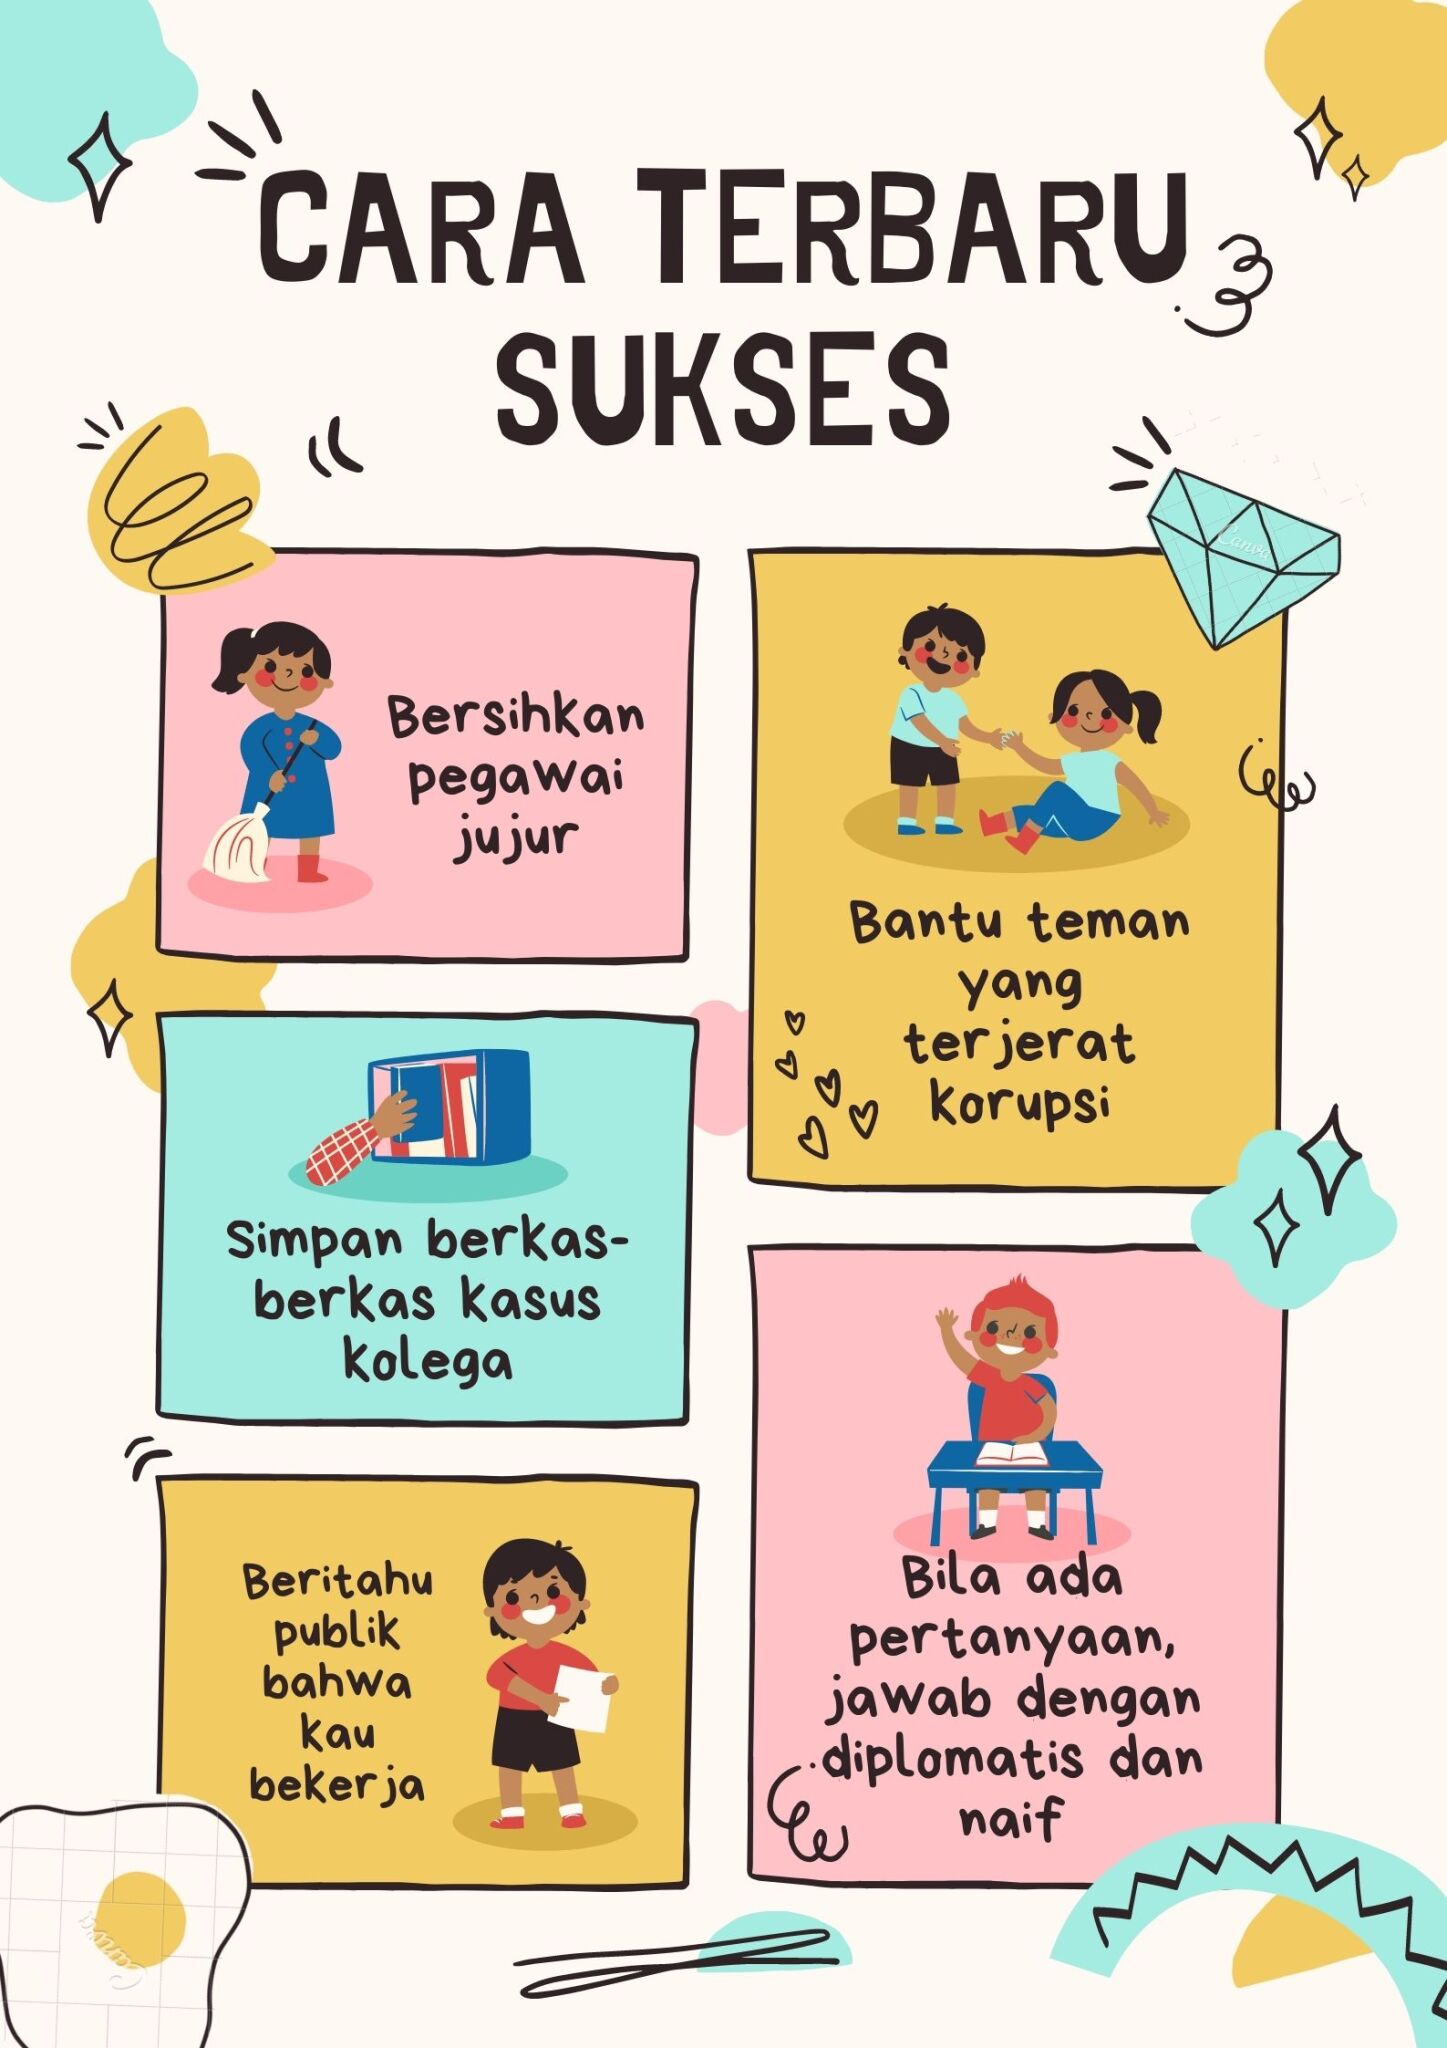 CARA TERBARU
SUKSES
Bersihkan
pegawai
jujur
Bantu teman
yang
terjerat
korupsi
Simpan berkas-
berkas kasus
kolega
Bila ada
pertanyaan,
jawab dengan
diplomatis dan
naif
Beritahu
publik
bahwa
kau
bekerja
Canva
Canva